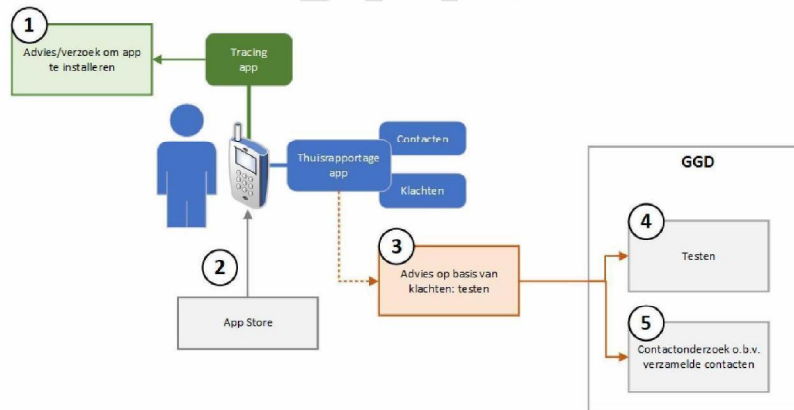 1
Advies/verzoek om app
te installeren
Tracing
app
Thuisrapportage
app
Contacten
Klachten
2
App Store
3
Advies op basis van
klachten: testen
GGD
4
Testen
5
Contactonderzoek o.b.v.
verzamelde contacten